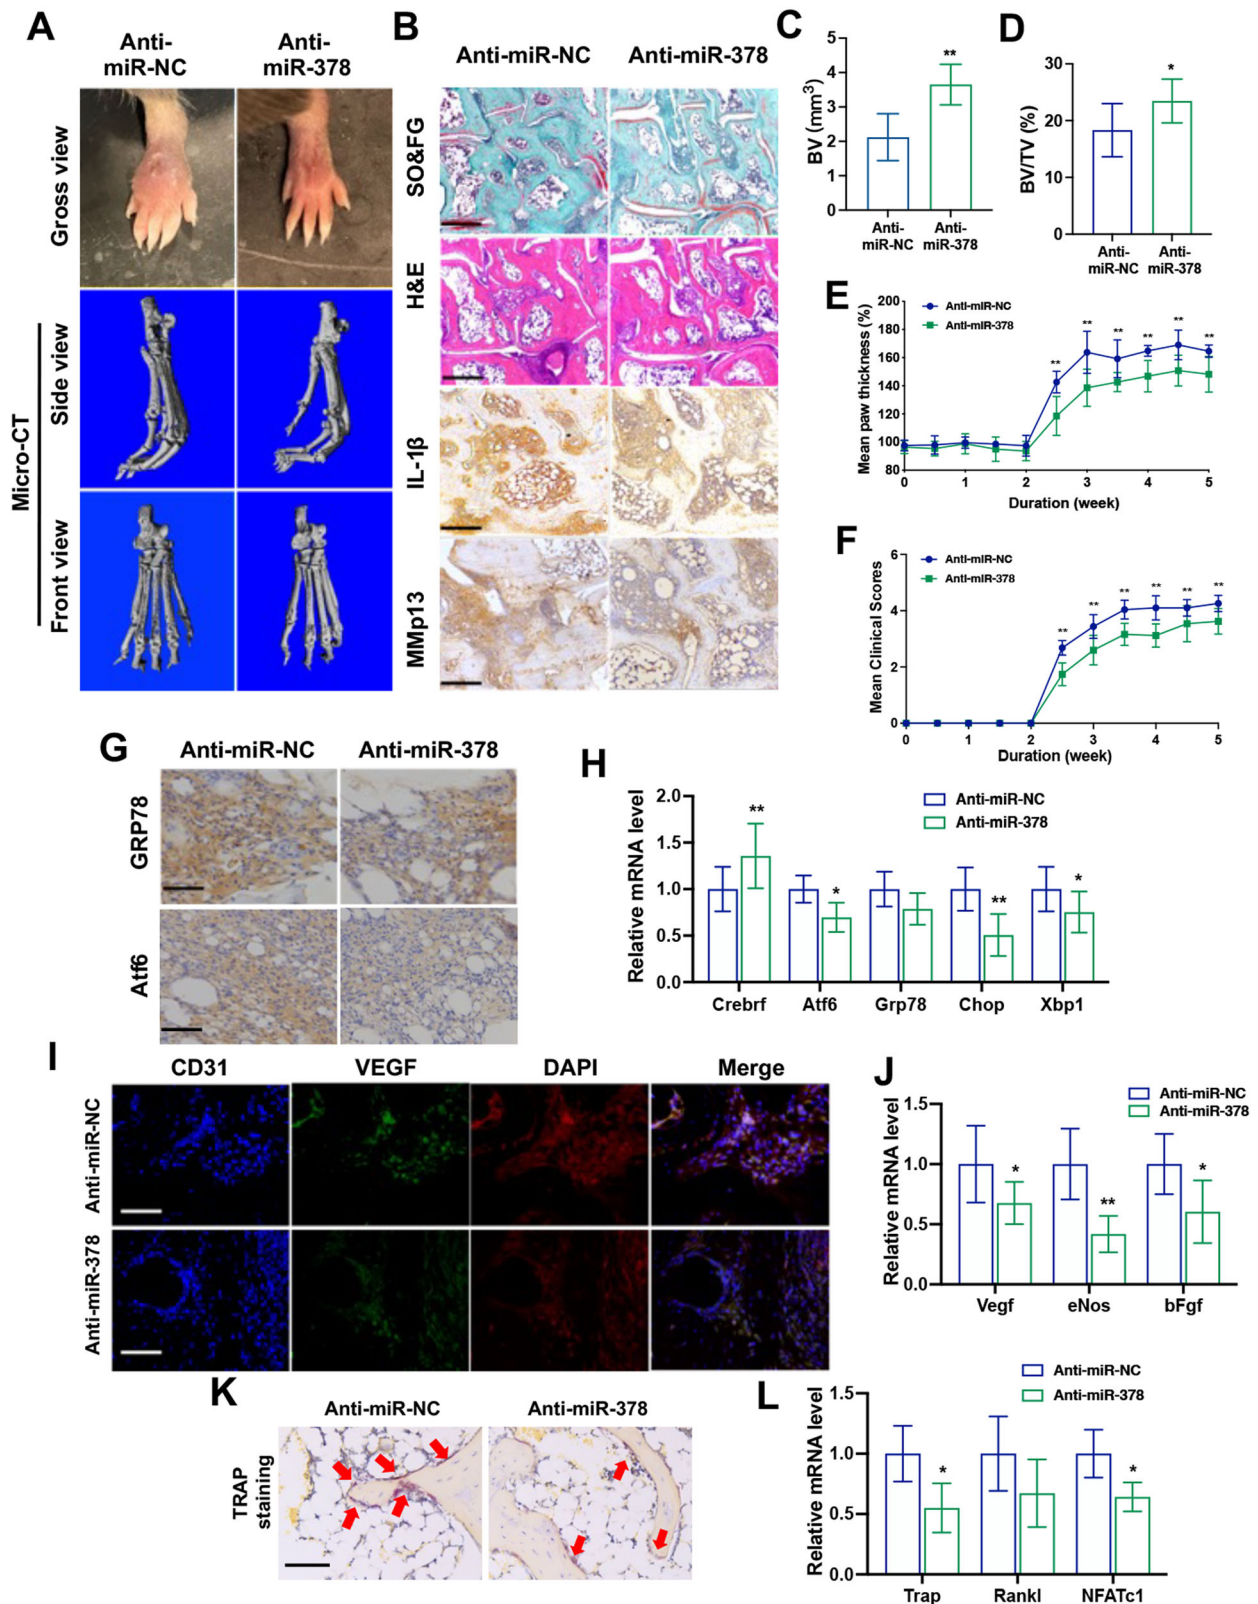 A
Anti-
miR-NC
Anti-
miR-378
Gross view
Micro-CT
Side view
Front view
B
Anti-miR-NC
Anti-miR-378
SO&FG
H&E
IL-1β
MMp13
C
BV (mm3)
5
4
3
2
1
0
**
Anti-
miR-NC
Anti-
miR-378
D
BV/TV (%)
30
20
10
0
*
Anti-
miR-NC
Anti-
miR-378
E
Mean paw thickness (%)
200
180
160
140
120
100
80
Anti-miR-NC
Anti-miR-378
** ** ** ** ** **
0 1 2 3 4 5
Duration (week)
F
Mean Clinical Scores
6
4
2
0
Anti-miR-NC
Anti-miR-378
** ** ** ** ** **
0 1 2 3 4 5
Duration (week)
G
Anti-miR-NC
Anti-miR-378
GRP78
Atf6
H
Relative mRNA level
2.0
1.5
1.0
0.5
0.0
Anti-miR-NC
Anti-miR-378
** * ** *
Crebrf Atf6 Grp78 Chop Xbp1
I
CD31 VEGF DAPI Merge
Anti-miR-NC
Anti-miR-378
J
Relative mRNA level
1.5
1.0
0.5
0.0
Anti-miR-NC
Anti-miR-378
* ** *
Vegf eNos bFgf
K
Anti-miR-NC
Anti-miR-378
TRAP
staining
L
Relative mRNA level
1.5
1.0
0.5
0.0
Anti-miR-NC
Anti-miR-378
* *
Trap Rankl NFATc1